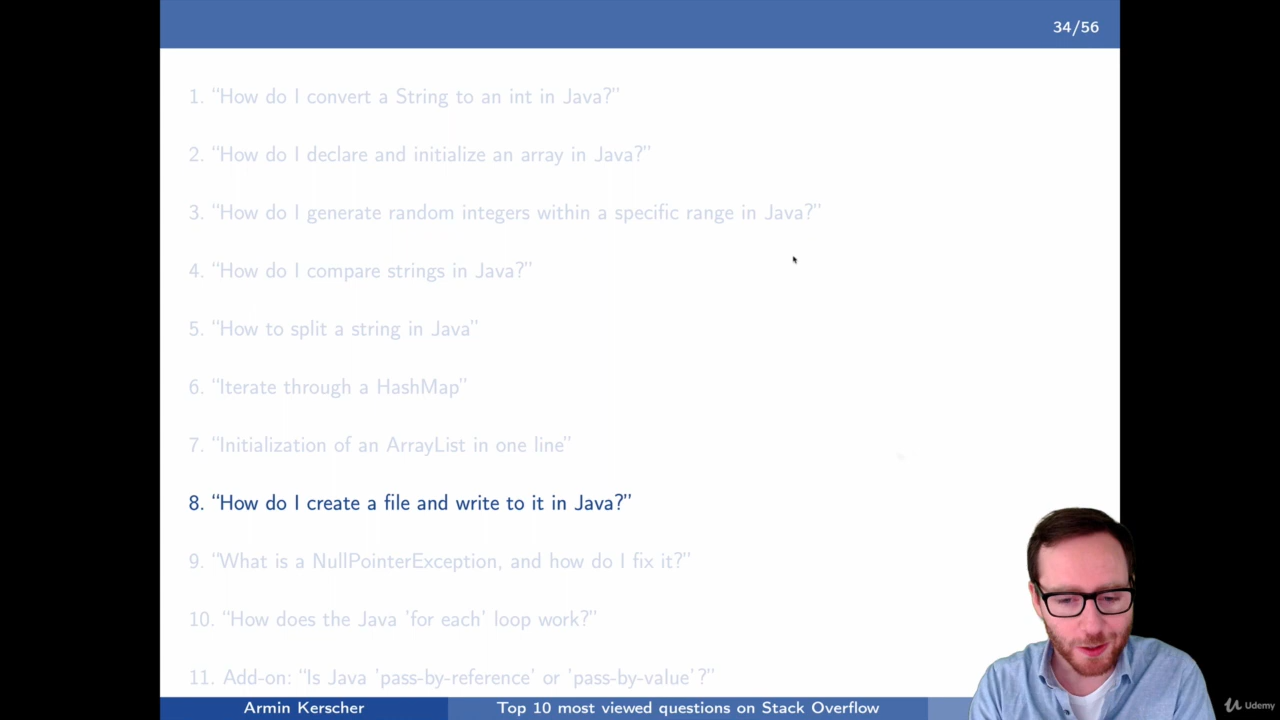 34/56
1. “How do I convert a String to an int in Java?”
2. “How do I declare and initialize an array in Java?”
3. “How do I generate random integers within a specific range in Java?”
4. “How do I compare strings in Java?”
5. “How to split a string in Java”
6. “Iterate through a HashMap”
7. “Initialization of an ArrayList in one line”
8. “How do I create a file and write to it in Java?”
9. “What is a NullPointerException, and how do I fix it?”
10. “How does the Java 'for each' loop work?”
11. Add-on: “Is Java 'pass-by-reference' or 'pass-by-value'?”
Armin Kerscher Top 10 most viewed questions on Stack Overflow
Udemy